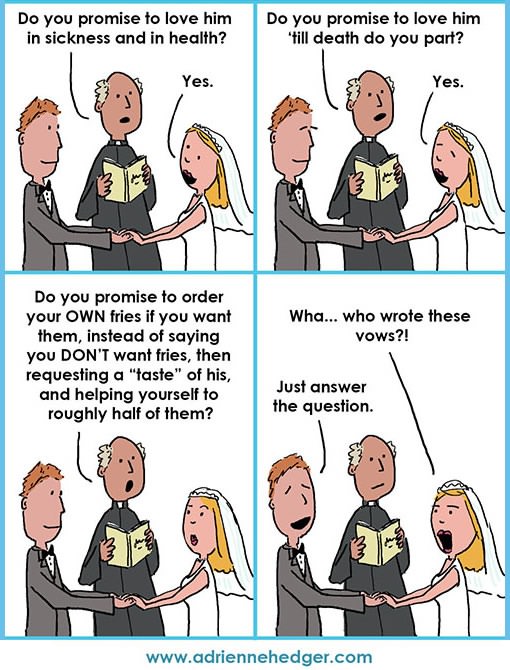 Do you promise to love him
in sickness and in health?
Yes.
Do you promise to love him
‘till death do you part?
Yes.
Do you promise to order
your OWN fries if you want
them, instead of saying
you DON’T want fries, then
requesting a “taste” of his,
and helping yourself to
roughly half of them?
Wha... who wrote these
vows?!
Just answer
the question.
www.adriennehedger.com